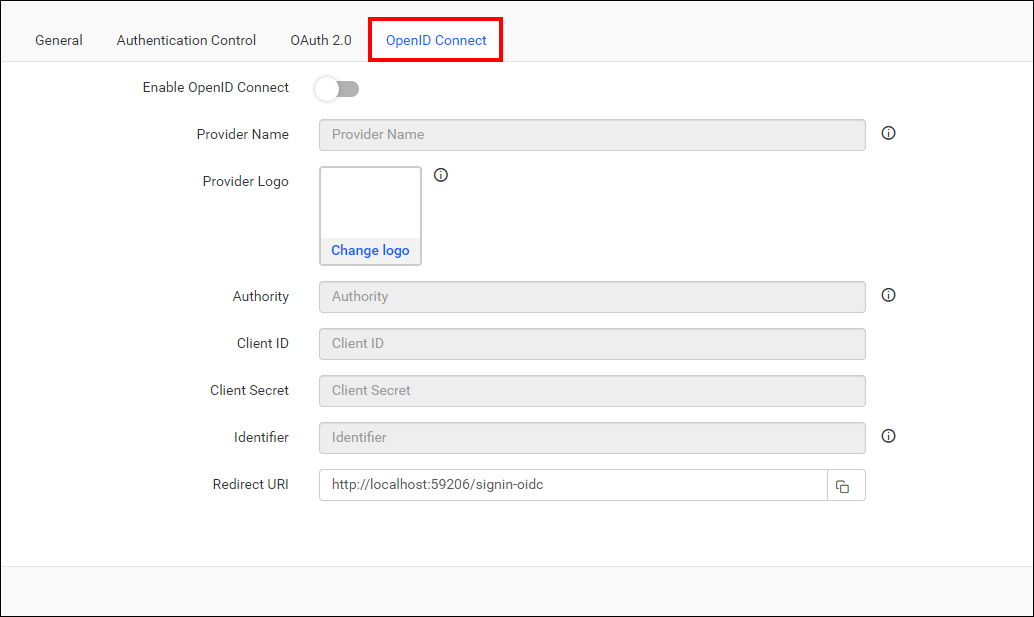 General Authentication Control OAuth 2.0 OpenID Connect
Enable OpenID Connect
Provider Name Provider Name
Provider Logo
Change logo
Authority Authority
Client ID Client ID
Client Secret Client Secret
Identifier Identifier
Redirect URI http://localhost:59206/signin-oidc